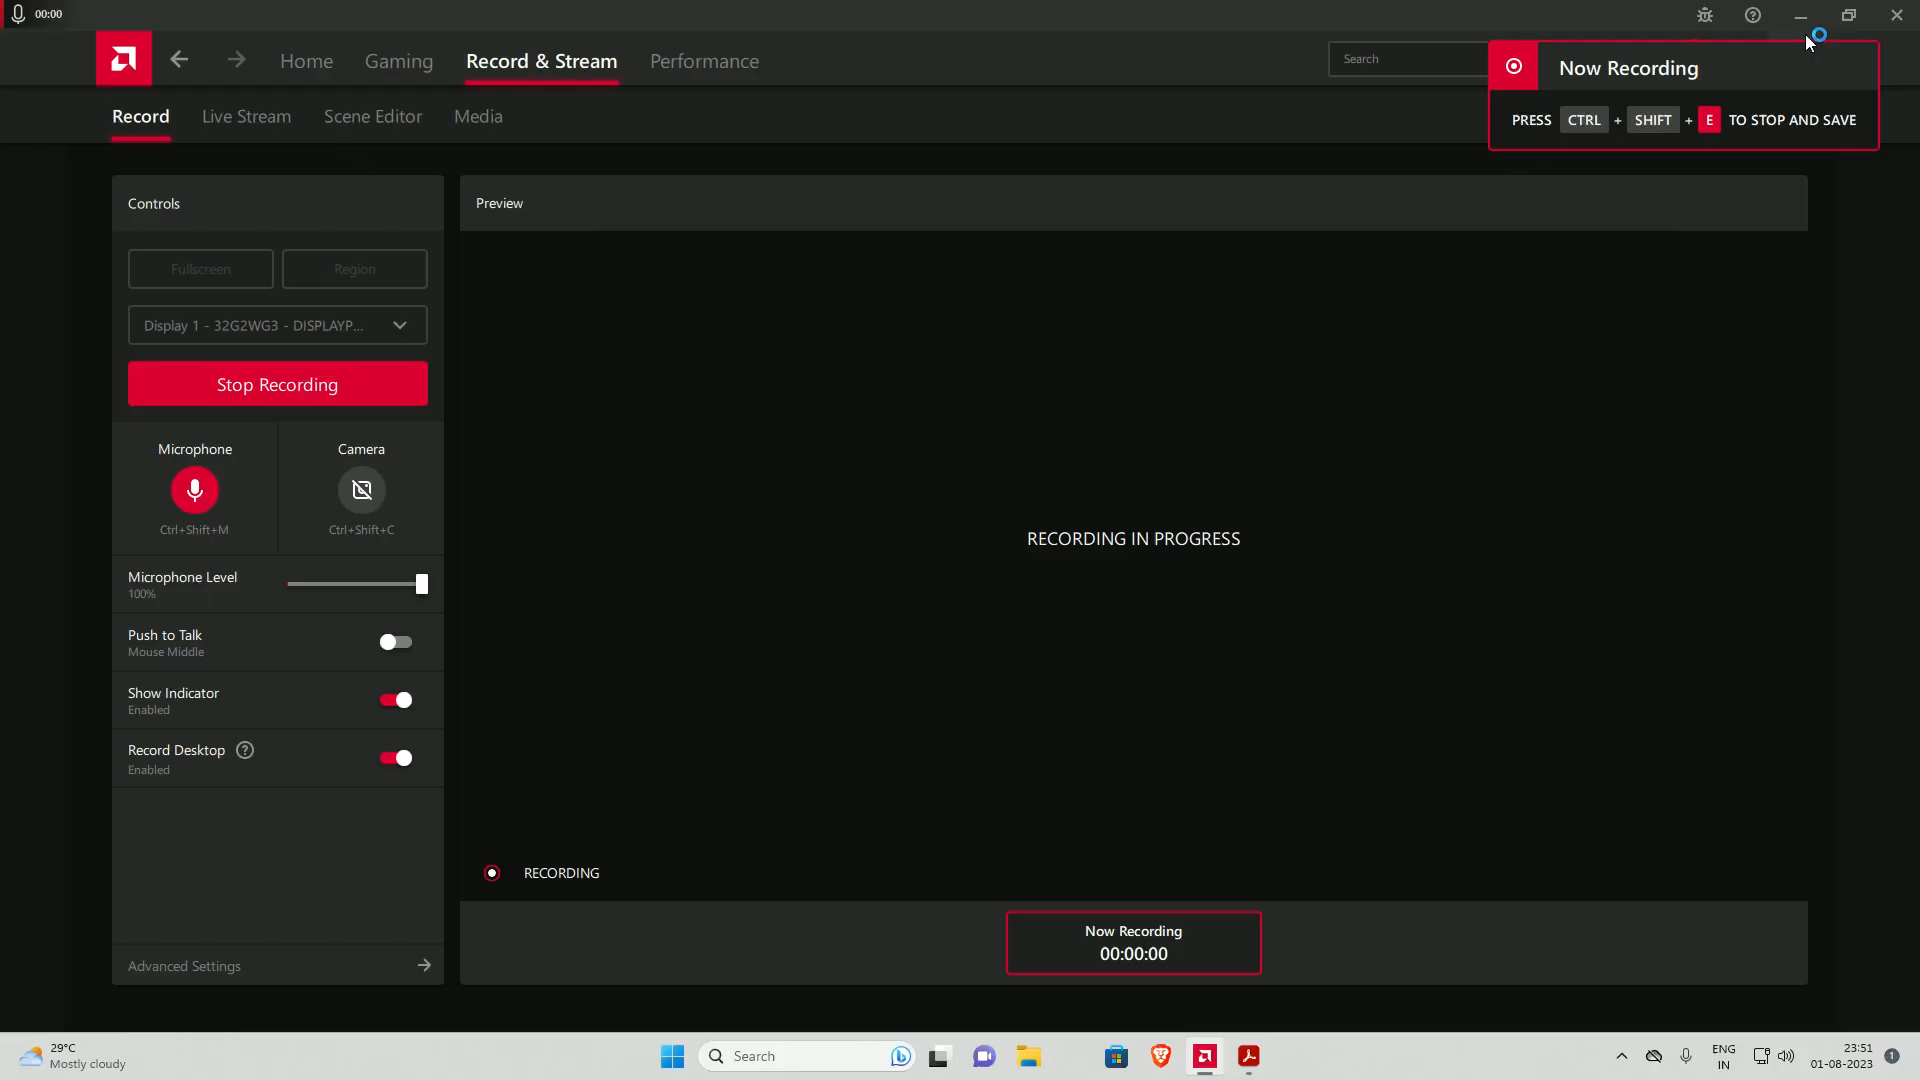 00:00
Home
Gaming
Record & Stream
Performance
Search
Now Recording
PRESS CTRL + SHIFT + E TO STOP AND SAVE
Record
Live Stream
Scene Editor
Media
Controls
Fullscreen
Region
Display 1 - 32G2WG3 - DISPLAYP...
Stop Recording
Microphone
Camera
Ctrl+Shift+M
Ctrl+Shift+C
Microphone Level
100%
Push to Talk
Mouse Middle
Show Indicator
Enabled
Record Desktop
Enabled
Advanced Settings
Preview
RECORDING IN PROGRESS
RECORDING
Now Recording
00:00:00
29°C
Mostly cloudy
Search
ENG
IN
23:51
01-08-2023
1